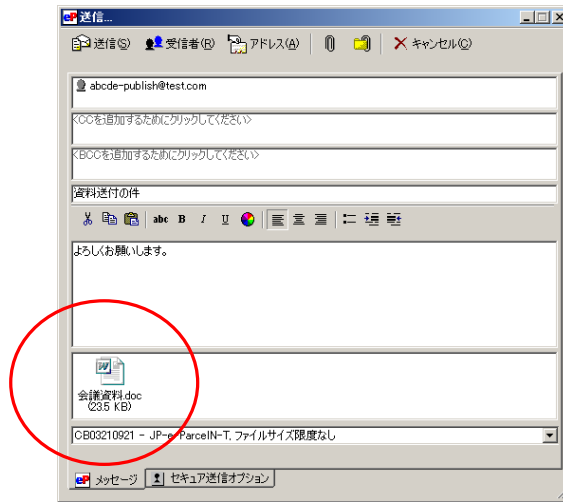 eP 送信...
送信(S) 受信者(R) アドレス(A) キャンセル(C)
abcde-publish@test.com
<CCを追加するためにクリックしてください>
<BCCを追加するためにクリックしてください>
資料送付の件
abc B I U
よろしくお願いします。
会議資料.doc
(23.5 KB)
CB03210921 - JP-e-ParcelN-T, ファイルサイズ限度なし
eP メッセージ セキュア送信オプション